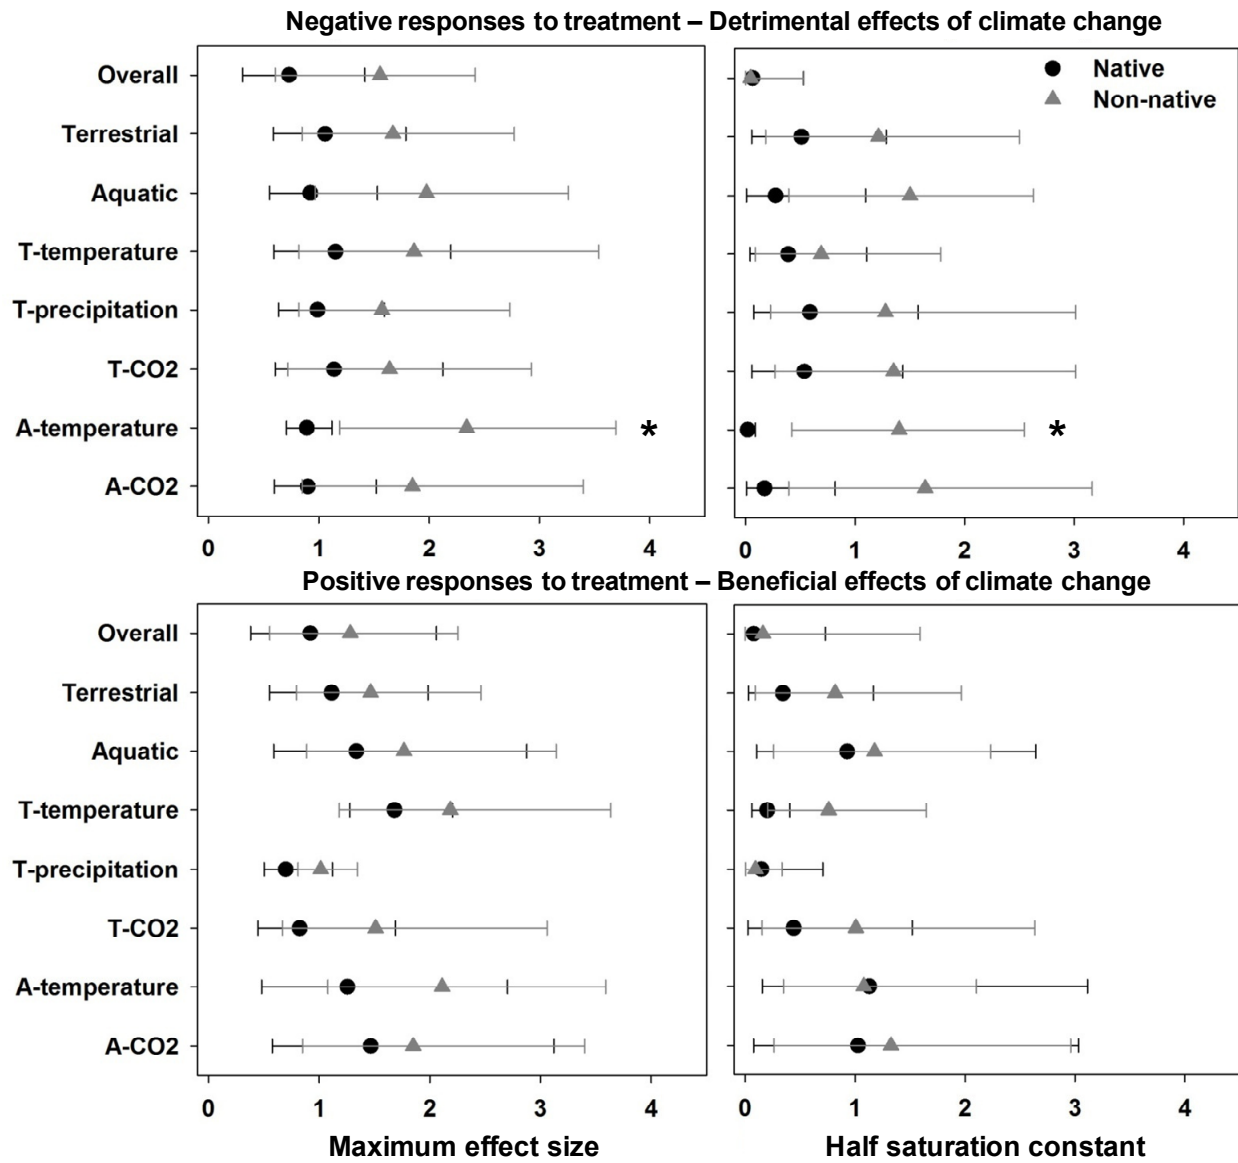 Negative responses to treatment – Detrimental effects of climate change
Overall
Terrestrial
Aquatic
T-temperature
T-precipitation
T-CO2
A-temperature
A-CO2
Native
Non-native
*
*
0 1 2 3 4
0 1 2 3 4
Positive responses to treatment – Beneficial effects of climate change
Overall
Terrestrial
Aquatic
T-temperature
T-precipitation
T-CO2
A-temperature
A-CO2
0 1 2 3 4
0 1 2 3 4
Maximum effect size
Half saturation constant